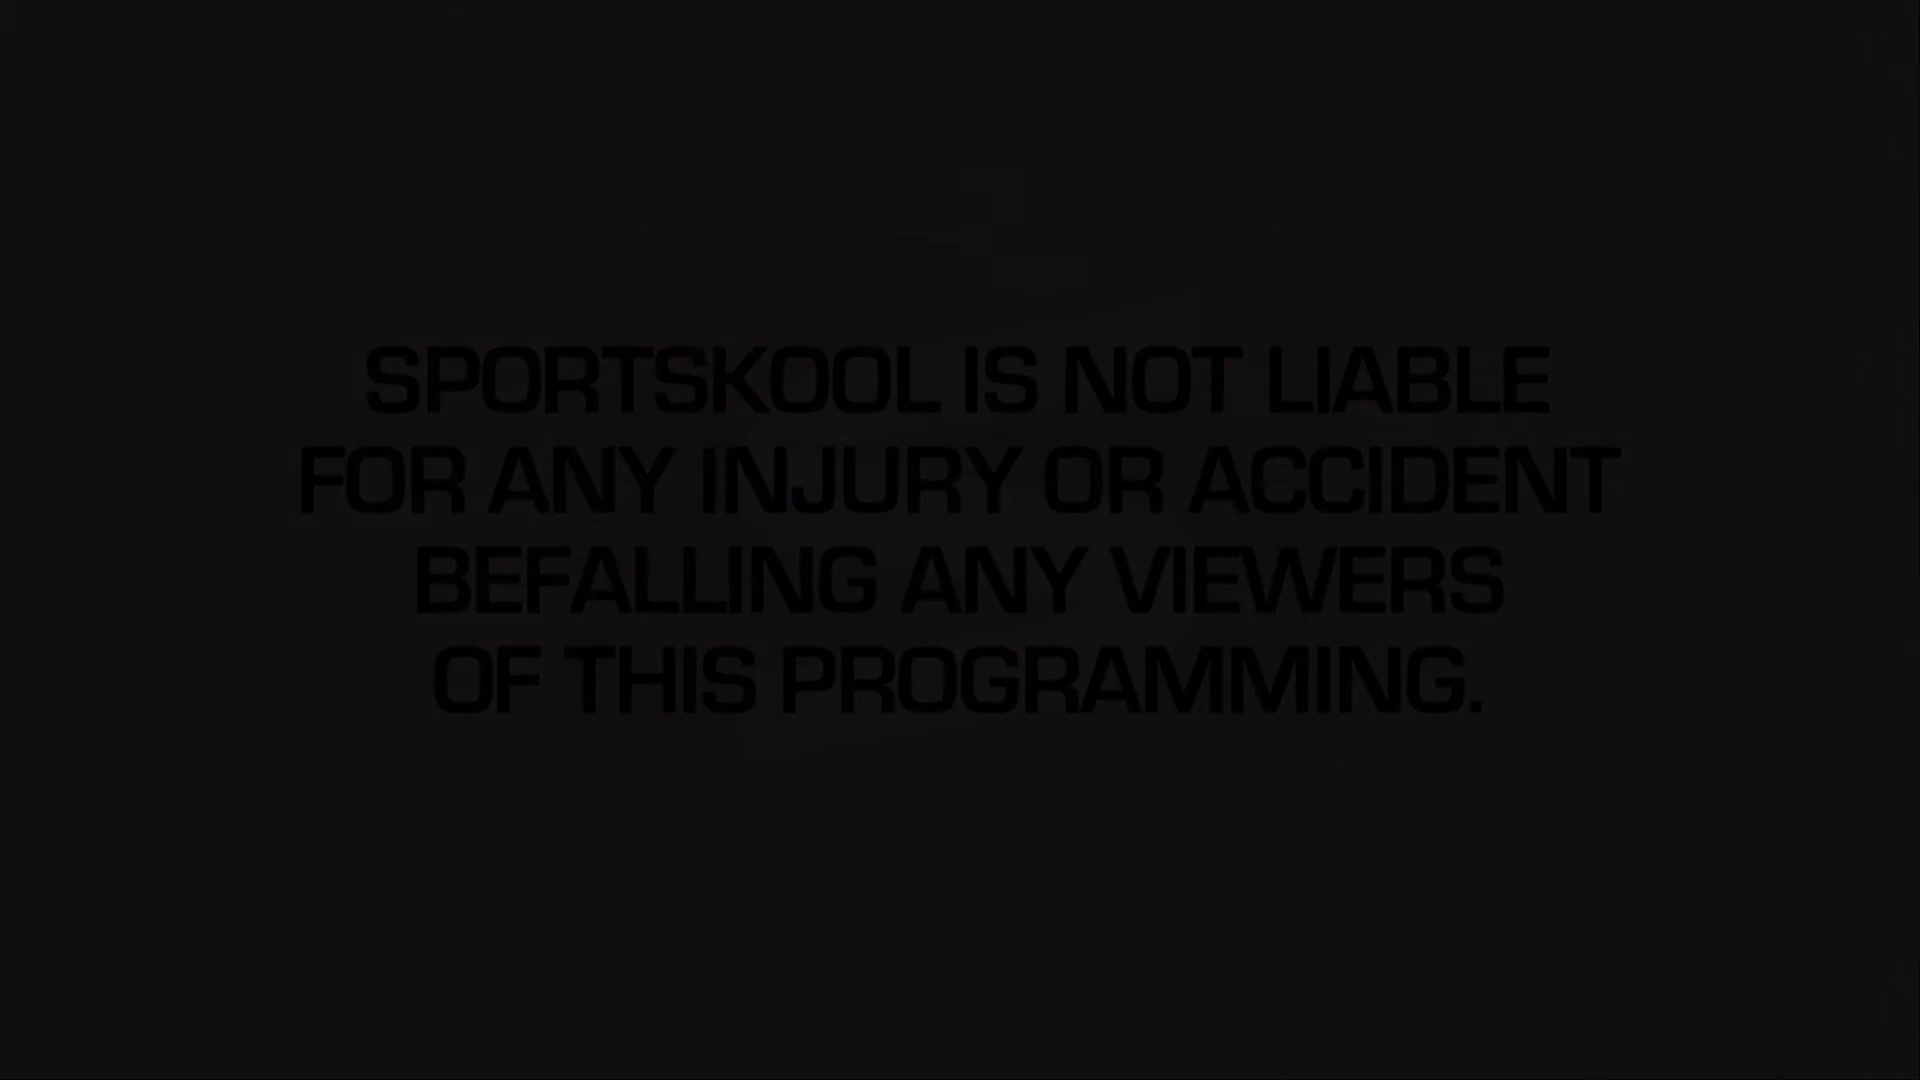 SPORTSKOOL IS NOT LIABLE
FOR ANY INJURY OR ACCIDENT
BEFALLING ANY VIEWERS
OF THIS PROGRAMMING.